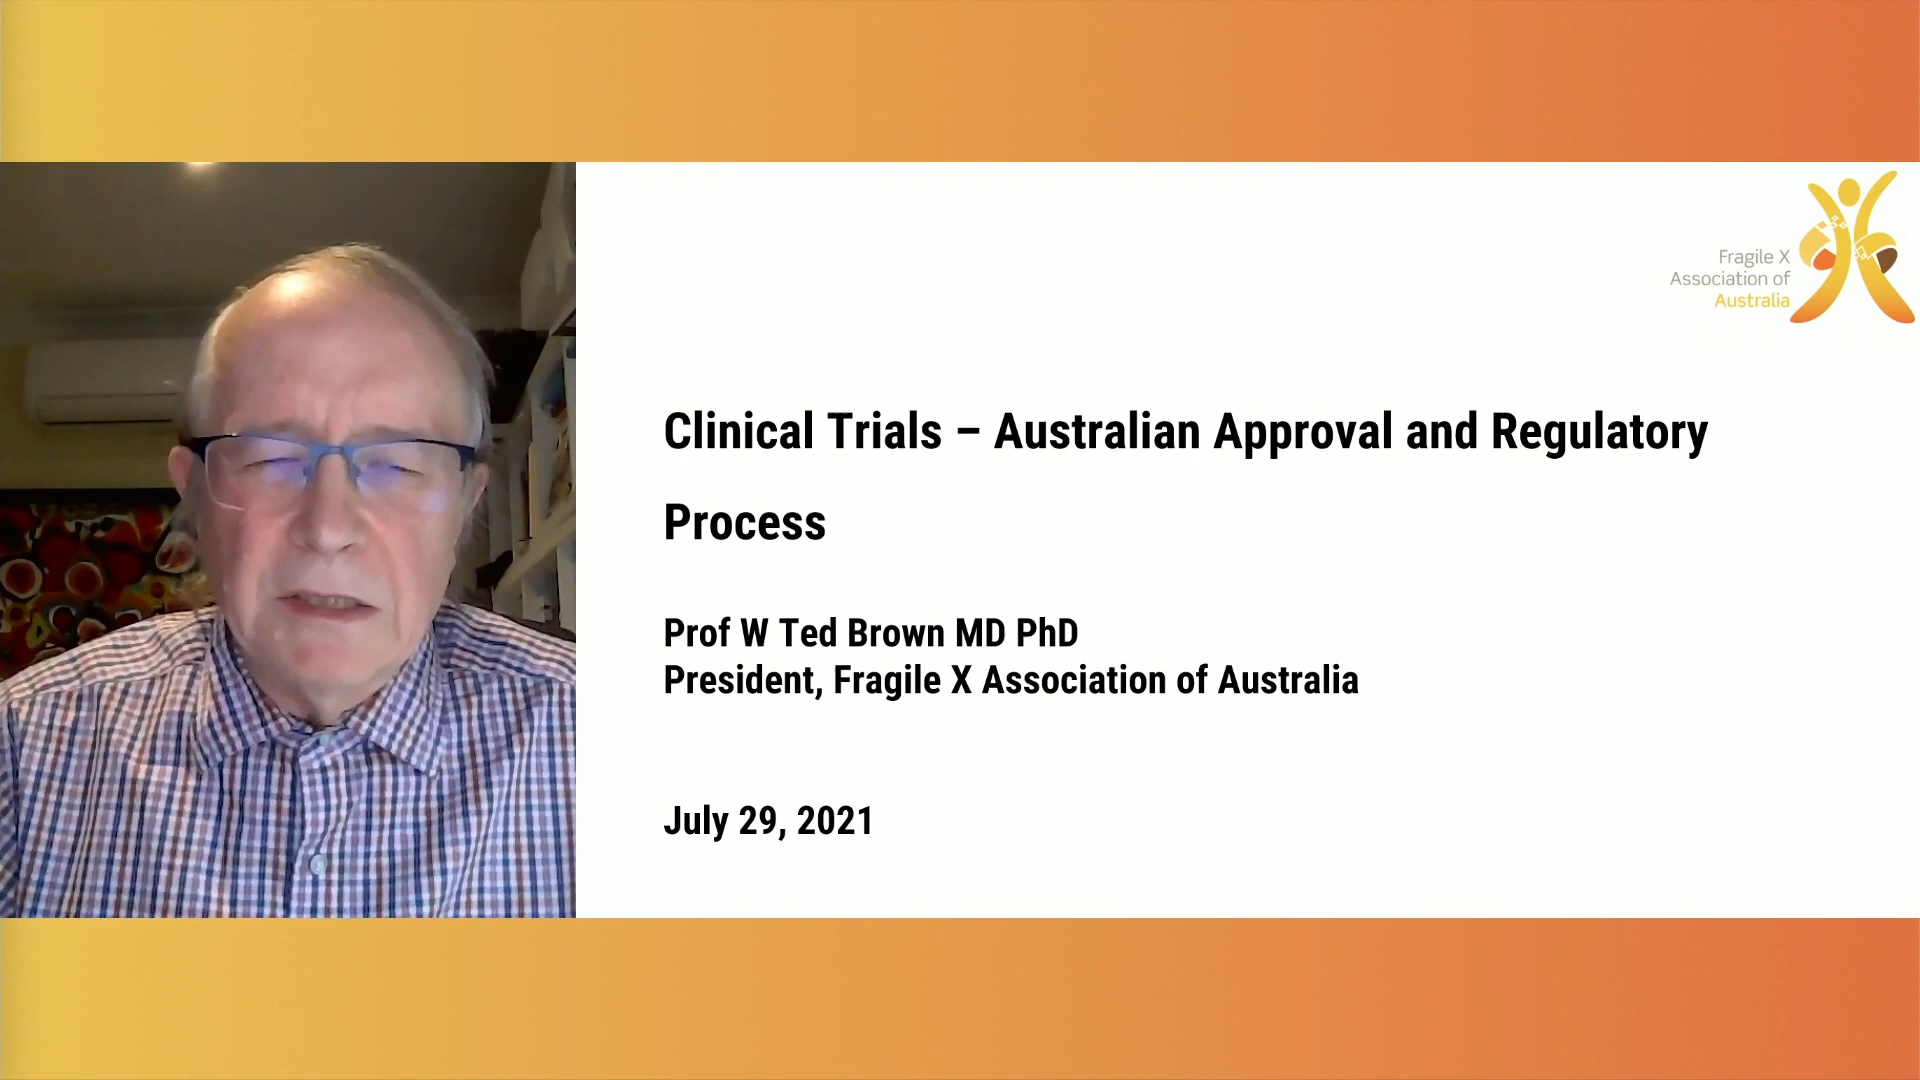 Fragile X
Association of
Australia
Clinical Trials – Australian Approval and Regulatory
Process
Prof W Ted Brown MD PhD
President, Fragile X Association of Australia
July 29, 2021